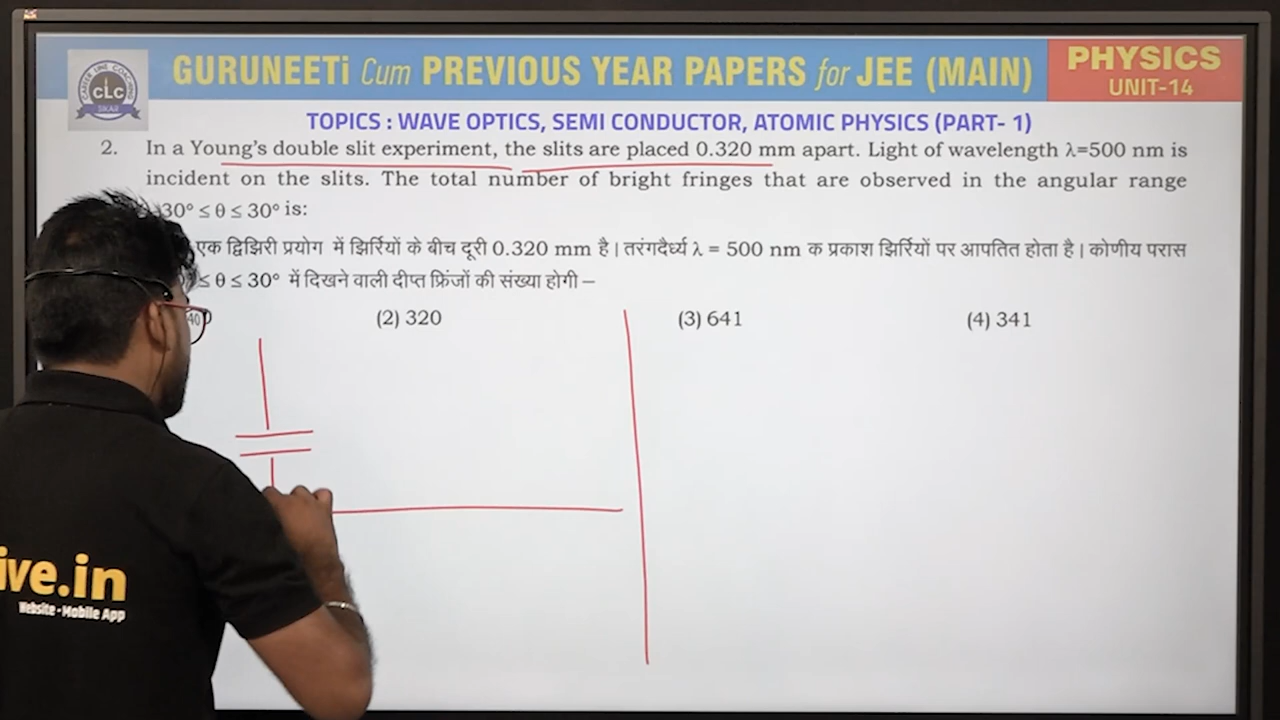 GURUNEETi Cum PREVIOUS YEAR PAPERS for JEE (MAIN)
PHYSICS
UNIT-14
CLC
SIKAR
TOPICS : WAVE OPTICS, SEMI CONDUCTOR, ATOMIC PHYSICS (PART- 1)
2. In a Young's double slit experiment, the slits are placed 0.320 mm apart. Light of wavelength λ=500 nm is
incident on the slits. The total number of bright fringes that are observed in the angular range
30° ≤ θ ≤ 30° is:
एक द्विझिरी प्रयोग में झिर्रियों के बीच दूरी 0.320 mm है। तरंगदैर्ध्य λ = 500 nm क प्रकाश झिर्रियों पर आपतित होता है। कोणीय परास
≤ θ ≤ 30° में दिखने वाली दीप्त फ्रिंजों की संख्या होगी –
(2) 320 (3) 641 (4) 341
ive.in
Website - Mobile App